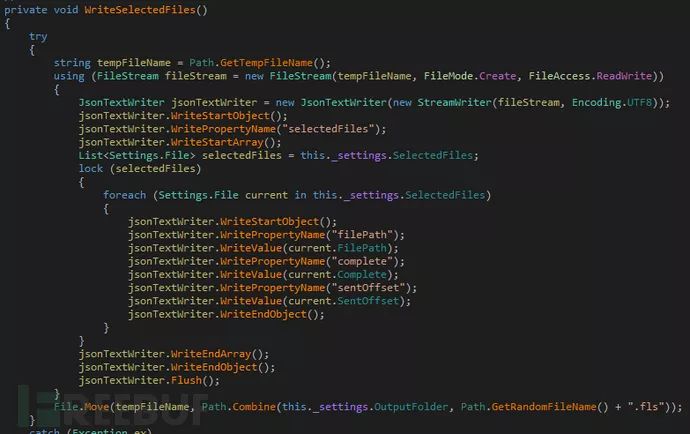 private void WriteSelectedFiles()
{
try
{
string tempFileName = Path.GetTempFileName();
using (FileStream fileStream = new FileStream(tempFileName, FileMode.Create, FileAccess.ReadWrite))
{
JsonTextWriter jsonTextWriter = new JsonTextWriter(new StreamWriter(fileStream, Encoding.UTF8));
jsonTextWriter.WriteStartObject();
jsonTextWriter.WritePropertyName("selectedFiles");
jsonTextWriter.WriteStartArray();
List<Settings.File> selectedFiles = this._settings.SelectedFiles;
lock (selectedFiles)
{
foreach (Settings.File current in this._settings.SelectedFiles)
{
jsonTextWriter.WriteStartObject();
jsonTextWriter.WritePropertyName("filePath");
jsonTextWriter.WriteValue(current.FilePath);
jsonTextWriter.WritePropertyName("complete");
jsonTextWriter.WriteValue(current.Complete);
jsonTextWriter.WritePropertyName("sentOffset");
jsonTextWriter.WriteValue(current.SentOffset);
jsonTextWriter.WriteEndObject();
}
}
jsonTextWriter.WriteEndArray();
jsonTextWriter.WriteEndObject();
jsonTextWriter.Flush();
}
File.Move(tempFileName, Path.Combine(this._settings.OutputFolder, Path.GetRandomFileName() + ".fls"));
}
catch (Exception ex)
FREEBUF